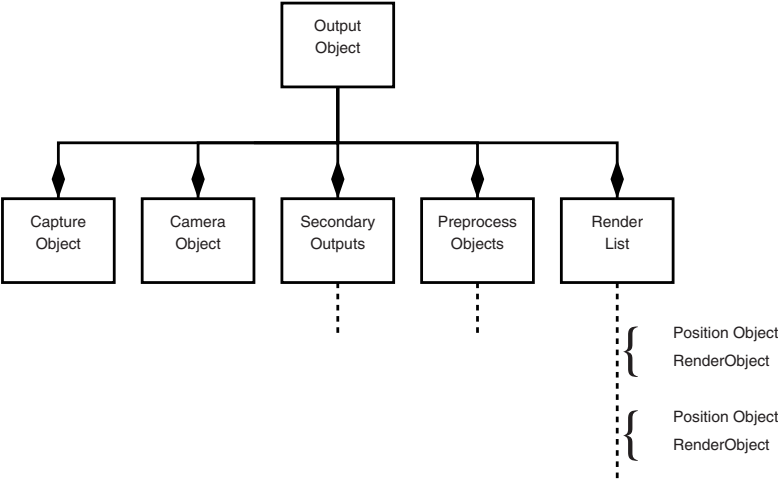 Output
Object
Capture
Object
Camera
Object
Secondary
Outputs
Preprocess
Objects
Render
List
Position Object
RenderObject
Position Object
RenderObject